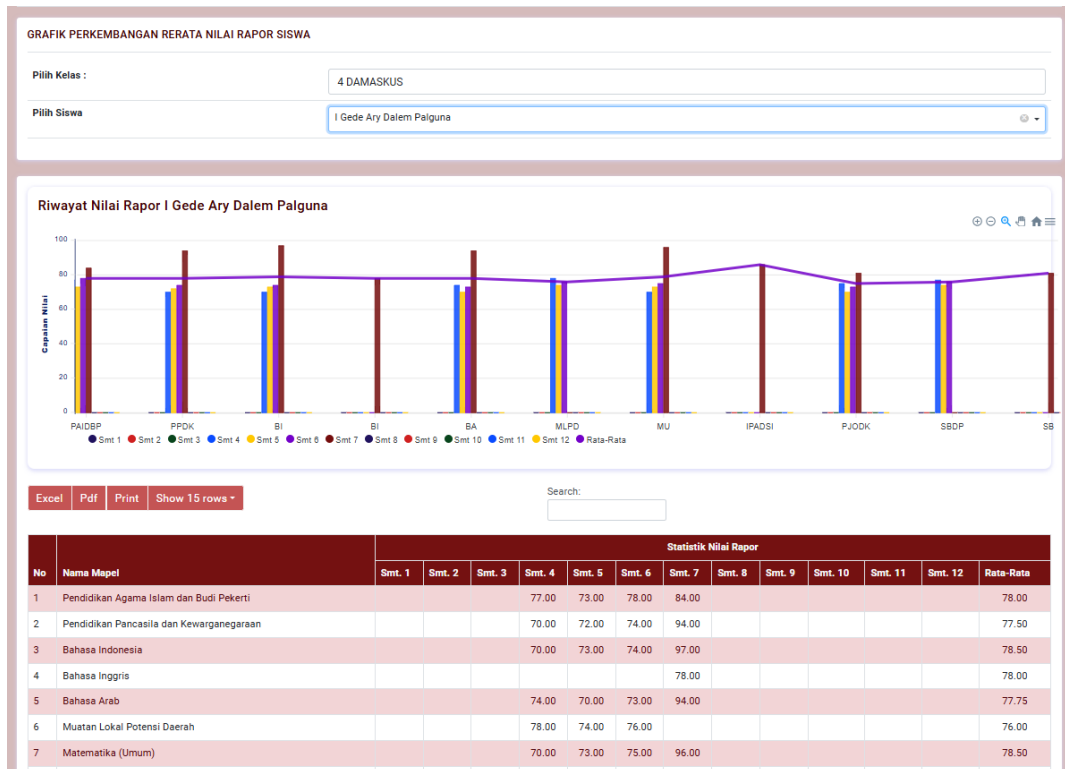 GRAFIK PERKEMBANGAN RERATA NILAI RAPOR SISWA
Pilih Kelas :
4 DAMASKUS
Pilih Siswa
I Gede Ary Dalem Palguna
Riwayat Nilai Rapor I Gede Ary Dalem Palguna
100
80
60
40
20
0
Capaian Nilai
PAIDBP PPDK BI BI BA MLPD MU IPADSI PJODK SBDP SB
Smt 1 Smt 2 Smt 3 Smt 4 Smt 5 Smt 6 Smt 7 Smt 8 Smt 9 Smt 10 Smt 11 Smt 12 Rata-Rata
Excel Pdf Print Show 15 rows
Search:
Statistik Nilai Rapor
No Nama Mapel Smt. 1 Smt. 2 Smt. 3 Smt. 4 Smt. 5 Smt. 6 Smt. 7 Smt. 8 Smt. 9 Smt. 10 Smt. 11 Smt. 12 Rata-Rata
1 Pendidikan Agama Islam dan Budi Pekerti 77.00 73.00 78.00 84.00 78.00
2 Pendidikan Pancasila dan Kewarganegaraan 70.00 72.00 74.00 94.00 77.50
3 Bahasa Indonesia 70.00 73.00 74.00 97.00 78.50
4 Bahasa Inggris 78.00 78.00
5 Bahasa Arab 74.00 70.00 73.00 94.00 77.75
6 Muatan Lokal Potensi Daerah 78.00 74.00 76.00 76.00
7 Matematika (Umum) 70.00 73.00 75.00 96.00 78.50